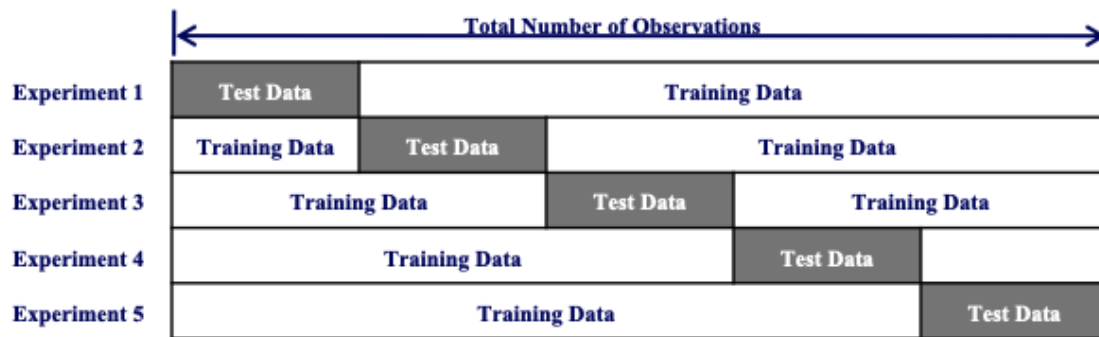 Total Number of Observations
Experiment 1 Test Data Training Data
Experiment 2 Training Data Test Data Training Data
Experiment 3 Training Data Test Data Training Data
Experiment 4 Training Data Test Data
Experiment 5 Training Data Test Data